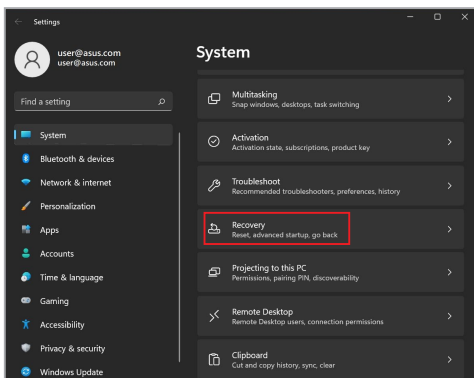 Settings
user@asus.com
user@asus.com
Find a setting
System
Bluetooth & devices
Network & internet
Personalization
Apps
Accounts
Time & language
Gaming
Accessibility
Privacy & security
Windows Update
System
Multitasking
Snap windows, desktops, task switching
Activation
Activation state, subscriptions, product key
Troubleshoot
Recommended troubleshooters, preferences, history
Recovery
Reset, advanced startup, go back
Projecting to this PC
Permissions, pairing PIN, discoverability
Remote Desktop
Remote Desktop users, connection permissions
Clipboard
Cut and copy history, sync, clear